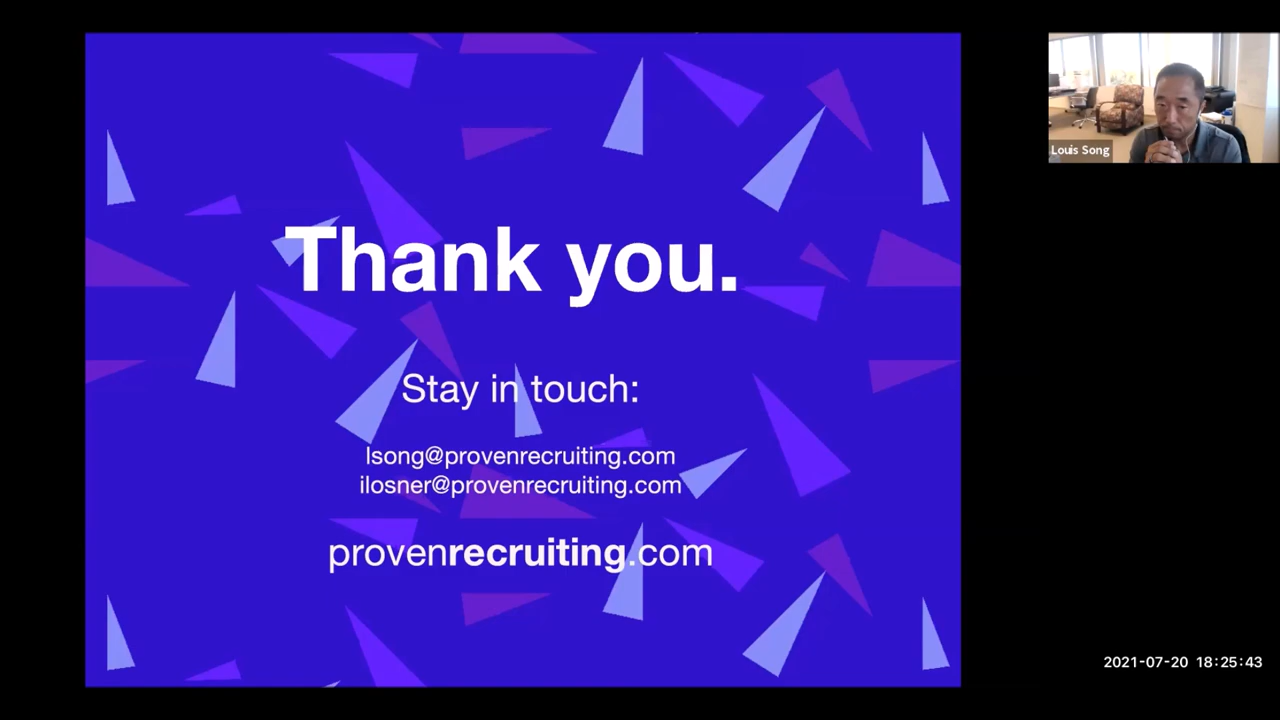 Thank you.
Stay in touch:
lsong@provenrecruiting.com
ilosner@provenrecruiting.com
provenrecruiting.com
Louis Song
2021-07-20 18:25:43